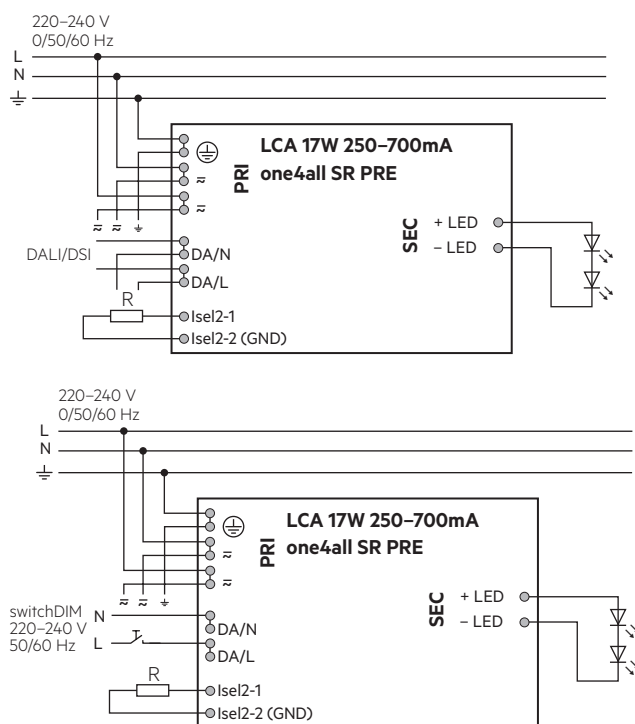 220–240 V
0/50/60 Hz
L
N
LCA 17W 250–700mA
one4all SR PRE
PRI
SEC
+ LED
– LED
DALI/DSI
DA/N
DA/L
R
Isel2-1
Isel2-2 (GND)
220–240 V
0/50/60 Hz
L
N
LCA 17W 250–700mA
one4all SR PRE
PRI
SEC
+ LED
– LED
switchDIM N
220–240 V
50/60 Hz L
DA/N
DA/L
R
Isel2-1
Isel2-2 (GND)